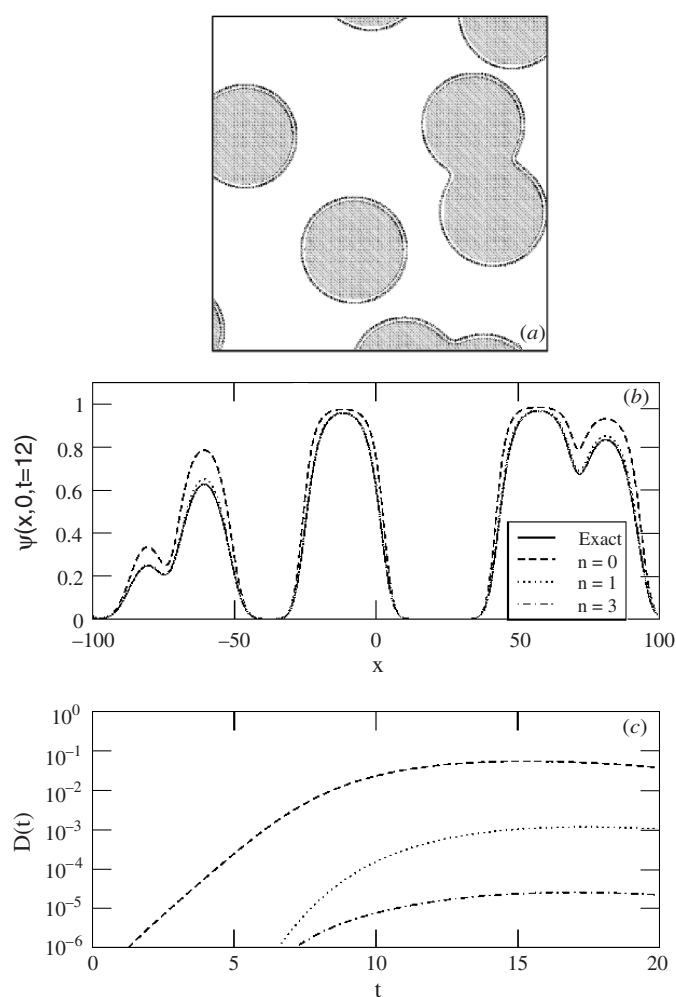 (a)
(b)
ψ(x,0,t=12)
1
0.8
0.6
0.4
0.2
0
Exact
n = 0
n = 1
n = 3
−100
−50
0
50
100
x
(c)
D(t)
10⁰
10⁻¹
10⁻²
10⁻³
10⁻⁴
10⁻⁵
10⁻⁶
0
5
10
15
20
t